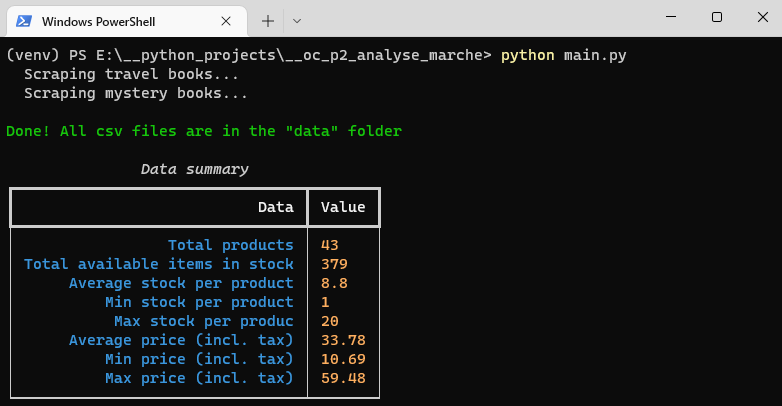 Windows PowerShell
(venv) PS E:\__python_projects\__oc_p2_analyse_marche> python main.py
Scraping travel books...
Scraping mystery books...
Done! All csv files are in the "data" folder
Data summary
Data Value
Total products 43
Total available items in stock 379
Average stock per product 8.8
Min stock per product 1
Max stock per produc 20
Average price (incl. tax) 33.78
Min price (incl. tax) 10.69
Max price (incl. tax) 59.48